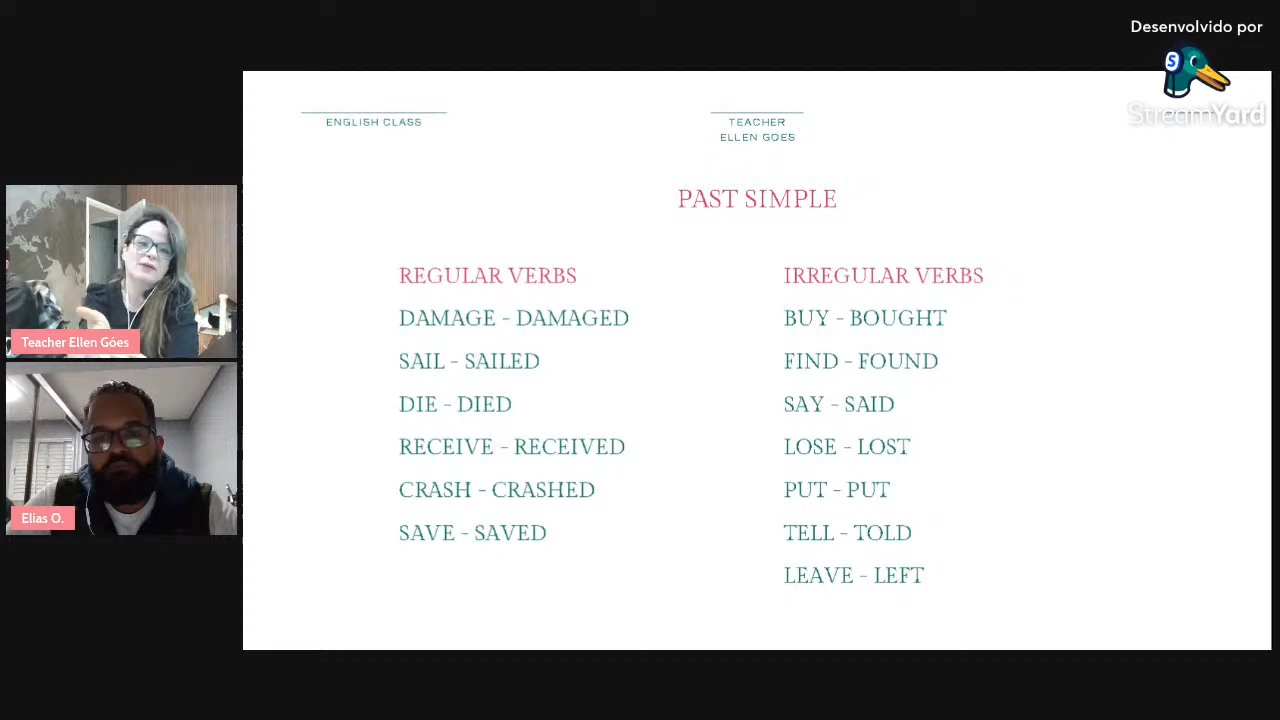 Desenvolvido por
S
StreamYard
ENGLISH CLASS
TEACHER
ELLEN GOES
PAST SIMPLE
REGULAR VERBS
DAMAGE - DAMAGED
SAIL - SAILED
DIE - DIED
RECEIVE - RECEIVED
CRASH - CRASHED
SAVE - SAVED
IRREGULAR VERBS
BUY - BOUGHT
FIND - FOUND
SAY - SAID
LOSE - LOST
PUT - PUT
TELL - TOLD
LEAVE - LEFT
Teacher Ellen Góes
Elias O.